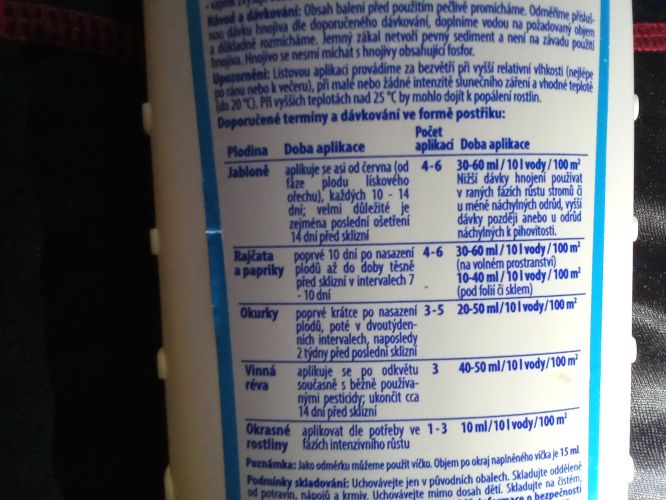 Návod a dávkování: Obsah balení před použitím pečlivě promícháme. Odměříme přísluš-
nou dávku hnojiva dle doporučeného dávkování, doplníme vodou na požadovaný objem
a důkladně rozmícháme. Jemný zákal netvoří pevný sediment a není na závadu použití
hnojiva. Hnojivo se nesmí míchat s hnojivy obsahující fosfor.
Upozornění: Listovou aplikaci provádíme za bezvětří při vyšší relativní vlhkosti (nejlépe
po ránu nebo k večeru), při malé nebo žádné intenzitě slunečního záření a vhodné teplotě
(do 20 °C). Při vyšších teplotách nad 25 °C by mohlo dojít k popálení rostlin.
Doporučené termíny a dávkování ve formě postřiku:
Plodina Doba aplikace Počet aplikací Doba aplikace
Jabloně aplikuje se asi od června (od 4-6 30-60 ml/10 l vody/100 m²
fáze plodu lískového Nižší dávky hnojení používat
ořechu), každých 10 - 14 v raných fázích růstu stromů či
dní; velmi důležité je u méně náchylných odrůd, vyšší
zejména poslední ošetření dávky později anebo u odrůd
14 dní před sklizní náchylných k pihovitosti.
Rajčata poprvé 10 dní po nasazení 4-6 30-60 ml/10 l vody/100 m²
a papriky plodů až do doby těsně (na volném prostranství)
před sklizní v intervalech 7 10-40 ml/10 l vody/100 m²
- 10 dní (pod folií či sklem)
Okurky poprvé krátce po nasazení 3-5 20-50 ml/10 l vody/100 m²
plodů, poté v dvoutýden-
ních intervalech, naposledy
2 týdny před poslední sklizní
Vinná aplikuje se po odkvětu 3 40-50 ml/10 l vody/100 m²
réva současně s běžně používa-
nými pesticidy; ukončit cca
14 dní před sklizní
Okrasné aplikovat dle potřeby ve 1-3 10 ml/10 l vody/100 m²
rostliny fázích intenzivního růstu
Poznámka: Jako odměrku můžeme použít víčko. Objem po okraj naplněného víčka je 15 ml.
Podmínky skladování: Uchovávejte jen v původních obalech. Skladujte odděleně
od potravin, nápojů a krmiv. Uchovávejte mimo dosah dětí. Skladujte na čistém,
informace o bezpečnosti